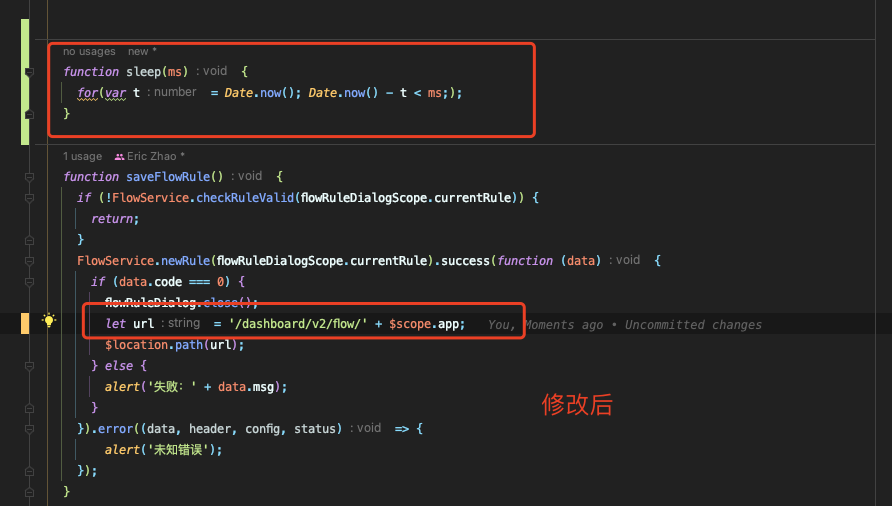 no usages new *
function sleep(ms) : void {
for(var t : number = Date.now(); Date.now() - t < ms;);
}
1 usage Eric Zhao *
function saveFlowRule() : void {
if (!FlowService.checkRuleValid(flowRuleDialogScope.currentRule)) {
return;
}
FlowService.newRule(flowRuleDialogScope.currentRule).success(function (data) : void {
if (data.code === 0) {
flowRuleDialog.close();
let url : string = '/dashboard/v2/flow/' + $scope.app; You, Moments ago • Uncommitted changes
$location.path(url);
} else {
alert('失败: ' + data.msg);
}
}).error((data, header, config, status) : void => {
alert('未知错误');
});
}
修改后